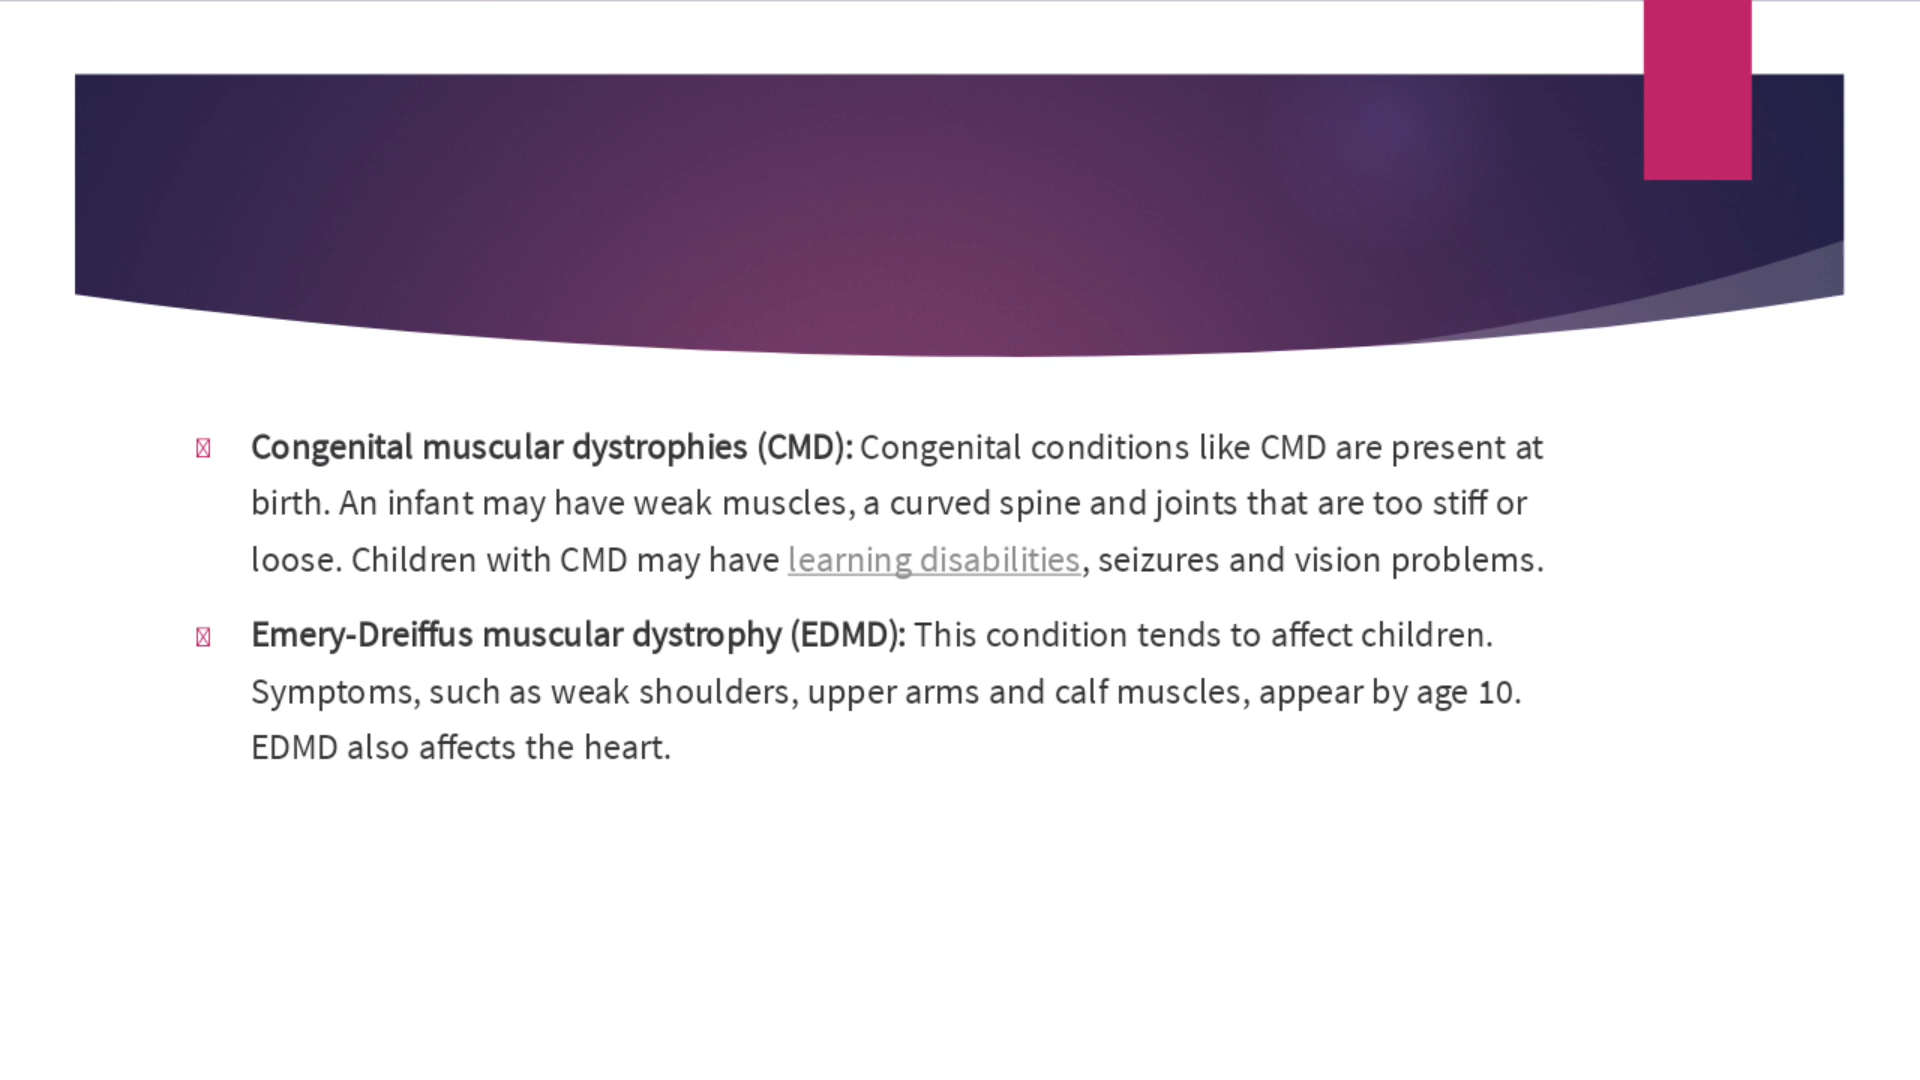 Congenital muscular dystrophies (CMD): Congenital conditions like CMD are present at
birth. An infant may have weak muscles, a curved spine and joints that are too stiff or
loose. Children with CMD may have learning disabilities, seizures and vision problems.
Emery-Dreiffus muscular dystrophy (EDMD): This condition tends to affect children.
Symptoms, such as weak shoulders, upper arms and calf muscles, appear by age 10.
EDMD also affects the heart.